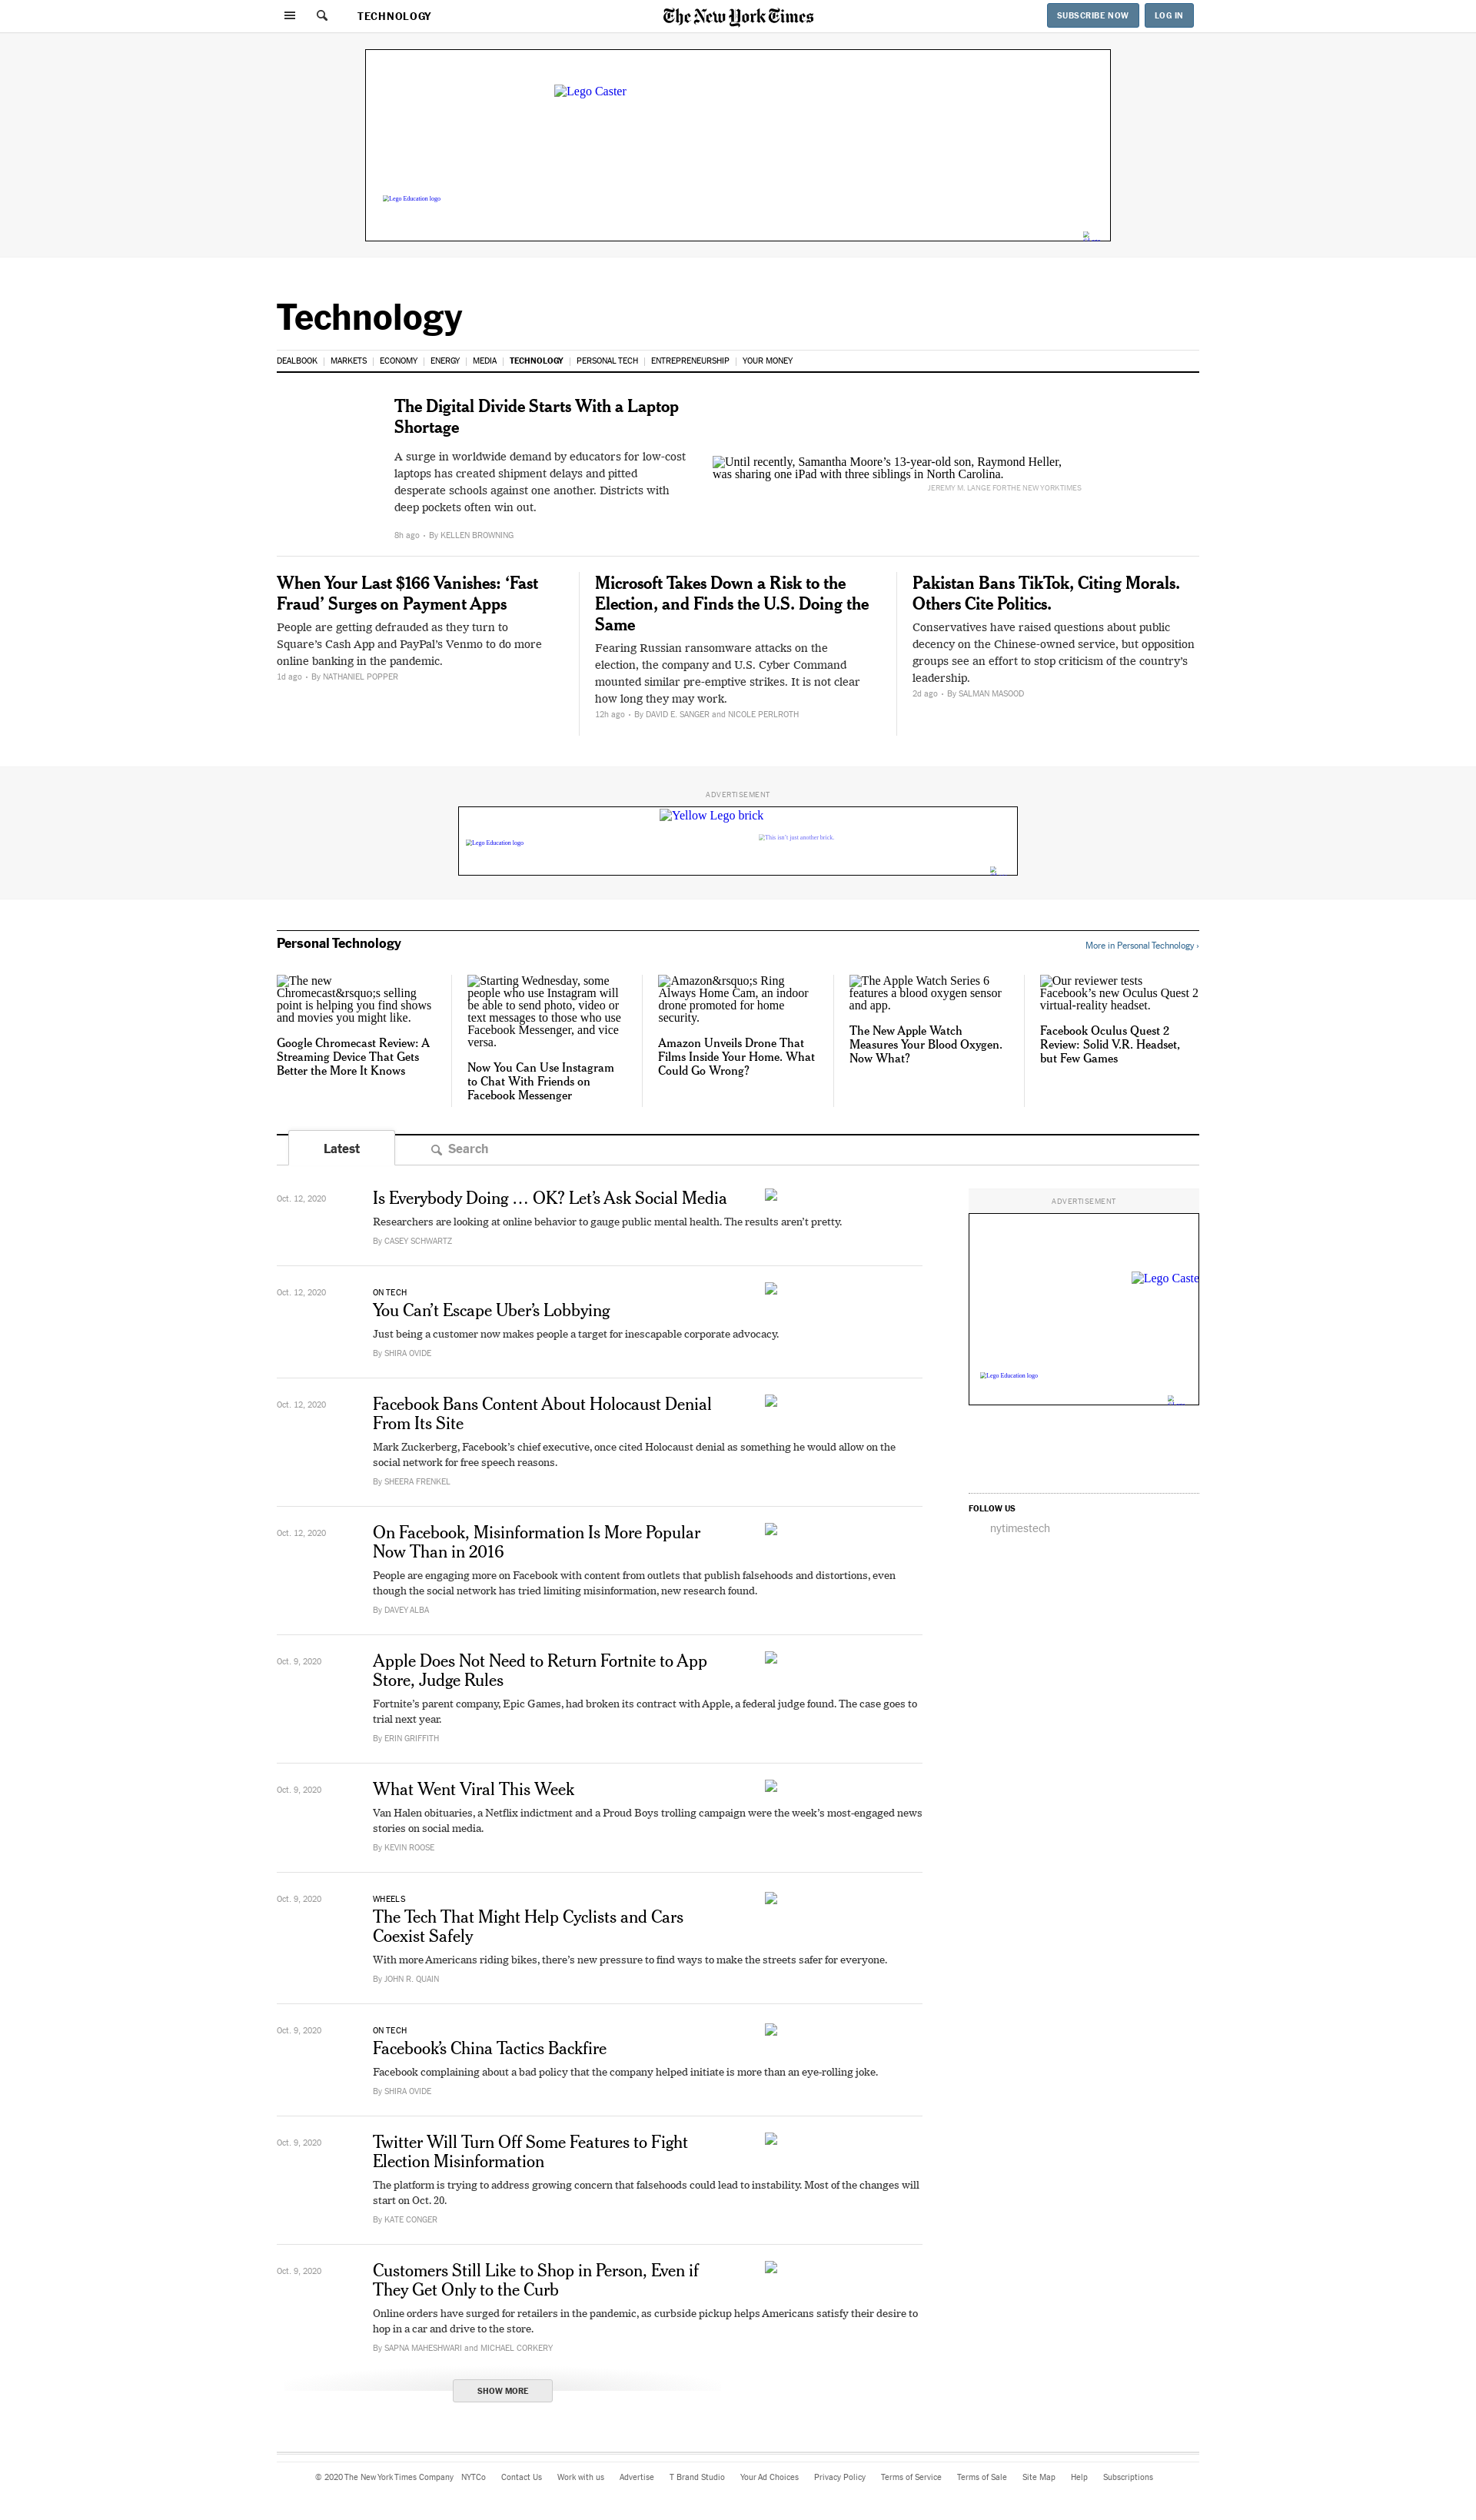 TECHNOLOGY
The New York Times
SUBSCRIBE NOW
LOG IN
Lego Caster
Lego Education logo
Technology
DEALBOOK | MARKETS | ECONOMY | ENERGY | MEDIA | TECHNOLOGY | PERSONAL TECH | ENTREPRENEURSHIP | YOUR MONEY
The Digital Divide Starts With a Laptop
Shortage
A surge in worldwide demand by educators for low-cost
laptops has created shipment delays and pitted
desperate schools against one another. Districts with
deep pockets often win out.
8h ago • By KELLEN BROWNING
Until recently, Samantha Moore’s 13-year-old son, Raymond Heller,
was sharing one iPad with three siblings in North Carolina.
JEREMY M. LANGE FOR THE NEW YORK TIMES
When Your Last $166 Vanishes: ‘Fast
Fraud’ Surges on Payment Apps
People are getting defrauded as they turn to
Square’s Cash App and PayPal’s Venmo to do more
online banking in the pandemic.
1d ago • By NATHANIEL POPPER
Microsoft Takes Down a Risk to the
Election, and Finds the U.S. Doing the
Same
Fearing Russian ransomware attacks on the
election, the company and U.S. Cyber Command
mounted similar pre-emptive strikes. It is not clear
how long they may work.
12h ago • By DAVID E. SANGER and NICOLE PERLROTH
Pakistan Bans TikTok, Citing Morals.
Others Cite Politics.
Conservatives have raised questions about public
decency on the Chinese-owned service, but opposition
groups see an effort to stop criticism of the country’s
leadership.
2d ago • By SALMAN MASOOD
ADVERTISEMENT
Yellow Lego brick
This isn’t just another brick.
Lego Education logo
Personal Technology
More in Personal Technology ›
The new
Chromecast&rsquo;s selling
point is helping you find shows
and movies you might like.
Google Chromecast Review: A
Streaming Device That Gets
Better the More It Knows
Starting Wednesday, some
people who use Instagram will
be able to send photo, video or
text messages to those who use
Facebook Messenger, and vice
versa.
Now You Can Use Instagram
to Chat With Friends on
Facebook Messenger
Amazon&rsquo;s Ring
Always Home Cam, an indoor
drone promoted for home
security.
Amazon Unveils Drone That
Films Inside Your Home. What
Could Go Wrong?
The Apple Watch Series 6
features a blood oxygen sensor
and app.
The New Apple Watch
Measures Your Blood Oxygen.
Now What?
Our reviewer tests
Facebook’s new Oculus Quest 2
virtual-reality headset.
Facebook Oculus Quest 2
Review: Solid V.R. Headset,
but Few Games
Latest
Search
Oct. 12, 2020
Is Everybody Doing … OK? Let’s Ask Social Media
Researchers are looking at online behavior to gauge public mental health. The results aren’t pretty.
By CASEY SCHWARTZ
Oct. 12, 2020
ON TECH
You Can’t Escape Uber’s Lobbying
Just being a customer now makes people a target for inescapable corporate advocacy.
By SHIRA OVIDE
Oct. 12, 2020
Facebook Bans Content About Holocaust Denial
From Its Site
Mark Zuckerberg, Facebook’s chief executive, once cited Holocaust denial as something he would allow on the
social network for free speech reasons.
By SHEERA FRENKEL
Oct. 12, 2020
On Facebook, Misinformation Is More Popular
Now Than in 2016
People are engaging more on Facebook with content from outlets that publish falsehoods and distortions, even
though the social network has tried limiting misinformation, new research found.
By DAVEY ALBA
Oct. 9, 2020
Apple Does Not Need to Return Fortnite to App
Store, Judge Rules
Fortnite’s parent company, Epic Games, had broken its contract with Apple, a federal judge found. The case goes to
trial next year.
By ERIN GRIFFITH
Oct. 9, 2020
What Went Viral This Week
Van Halen obituaries, a Netflix indictment and a Proud Boys trolling campaign were the week’s most-engaged news
stories on social media.
By KEVIN ROOSE
Oct. 9, 2020
WHEELS
The Tech That Might Help Cyclists and Cars
Coexist Safely
With more Americans riding bikes, there’s new pressure to find ways to make the streets safer for everyone.
By JOHN R. QUAIN
Oct. 9, 2020
ON TECH
Facebook’s China Tactics Backfire
Facebook complaining about a bad policy that the company helped initiate is more than an eye-rolling joke.
By SHIRA OVIDE
Oct. 9, 2020
Twitter Will Turn Off Some Features to Fight
Election Misinformation
The platform is trying to address growing concern that falsehoods could lead to instability. Most of the changes will
start on Oct. 20.
By KATE CONGER
Oct. 9, 2020
Customers Still Like to Shop in Person, Even if
They Get Only to the Curb
Online orders have surged for retailers in the pandemic, as curbside pickup helps Americans satisfy their desire to
hop in a car and drive to the store.
By SAPNA MAHESHWARI and MICHAEL CORKERY
SHOW MORE
ADVERTISEMENT
Lego Caste
Lego Education logo
FOLLOW US
nytimestech
© 2020 The New York Times Company NYTCo Contact Us Work with us Advertise T Brand Studio Your Ad Choices Privacy Policy Terms of Service Terms of Sale Site Map Help Subscriptions